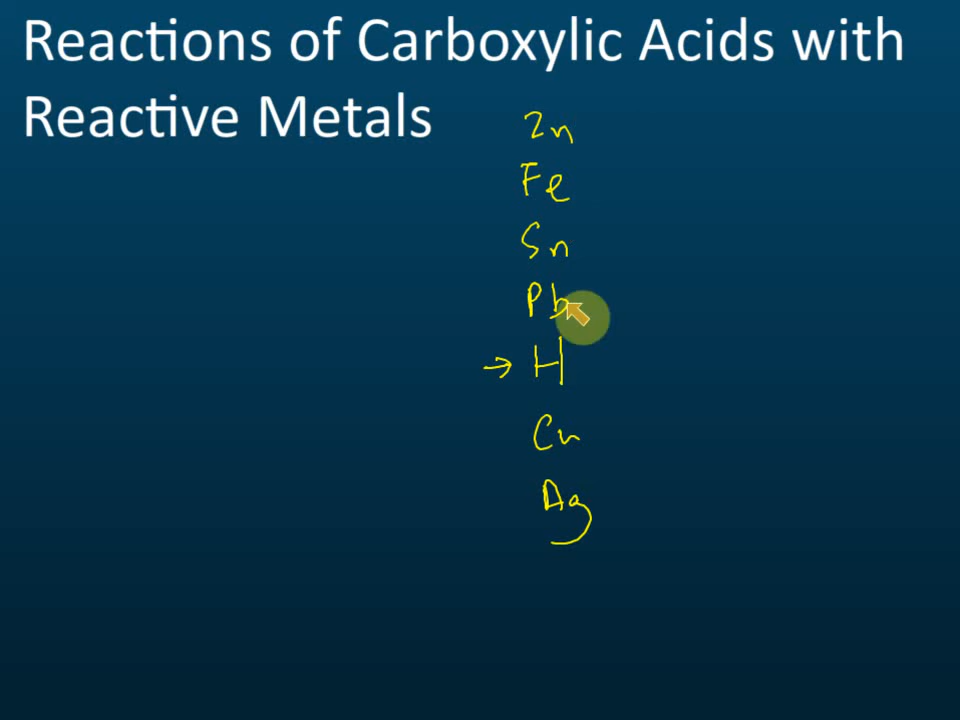 Reactions of Carboxylic Acids with
Reactive Metals
Zn
Fe
Sn
Pb
→ H
Cu
Ag